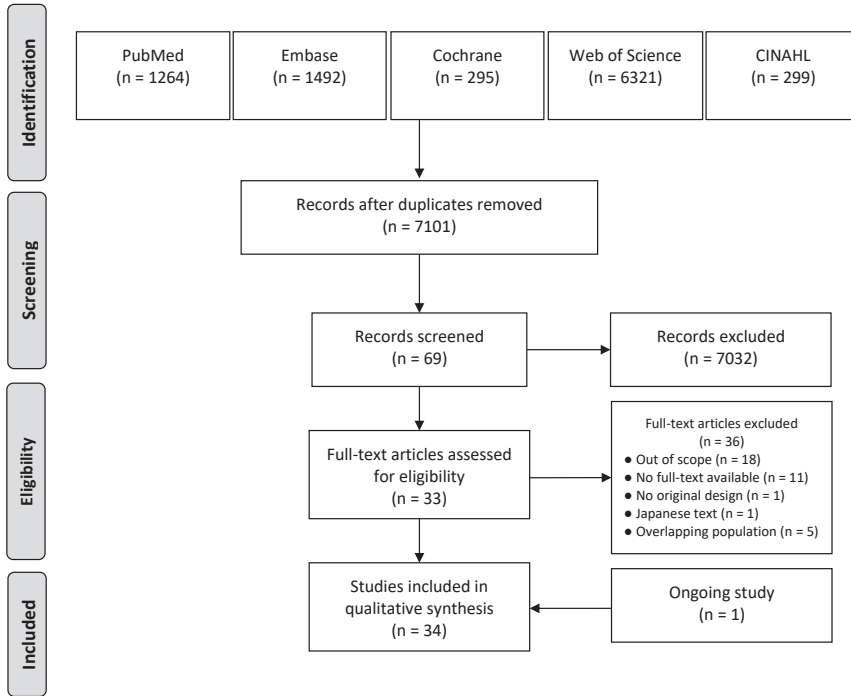 Identification
PubMed
(n = 1264)
Embase
(n = 1492)
Cochrane
(n = 295)
Web of Science
(n = 6321)
CINAHL
(n = 299)
Screening
Records after duplicates removed
(n = 7101)
Records screened
(n = 69)
Records excluded
(n = 7032)
Eligibility
Full-text articles assessed
for eligibility
(n = 33)
Full-text articles excluded
(n = 36)
● Out of scope (n = 18)
● No full-text available (n = 11)
● No original design (n = 1)
● Japanese text (n = 1)
● Overlapping population (n = 5)
Included
Studies included in
qualitative synthesis
(n = 34)
Ongoing study
(n = 1)